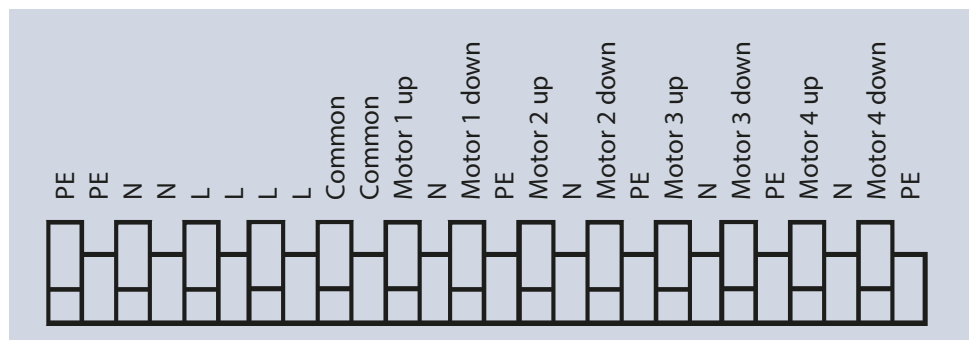 PE
PE
N
N
L
L
L
L
Common
Common
Motor 1 up
N
Motor 1 down
PE
Motor 2 up
N
Motor 2 down
PE
Motor 3 up
N
Motor 3 down
PE
Motor 4 up
N
Motor 4 down
PE